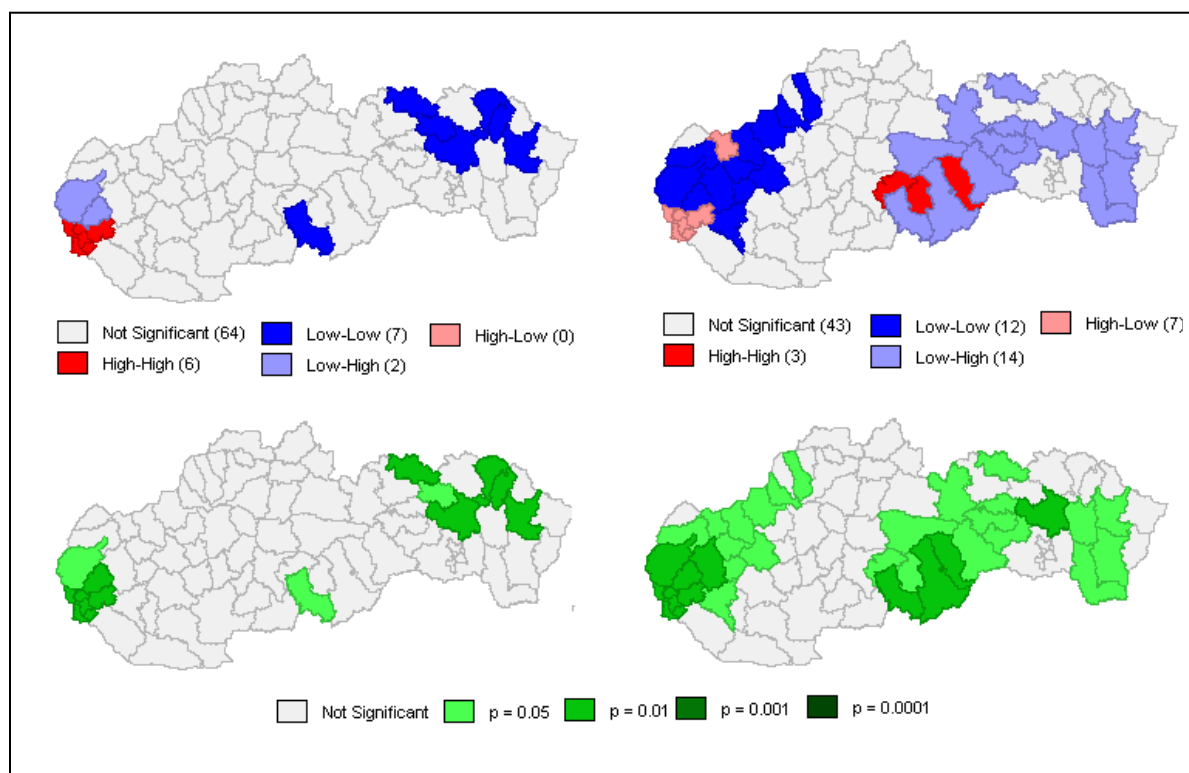 Not Significant (64) Low-Low (7) High-Low (0)
High-High (6) Low-High (2)
Not Significant (43) Low-Low (12) High-Low (7)
High-High (3) Low-High (14)
Not Significant p = 0.05 p = 0.01 p = 0.001 p = 0.0001